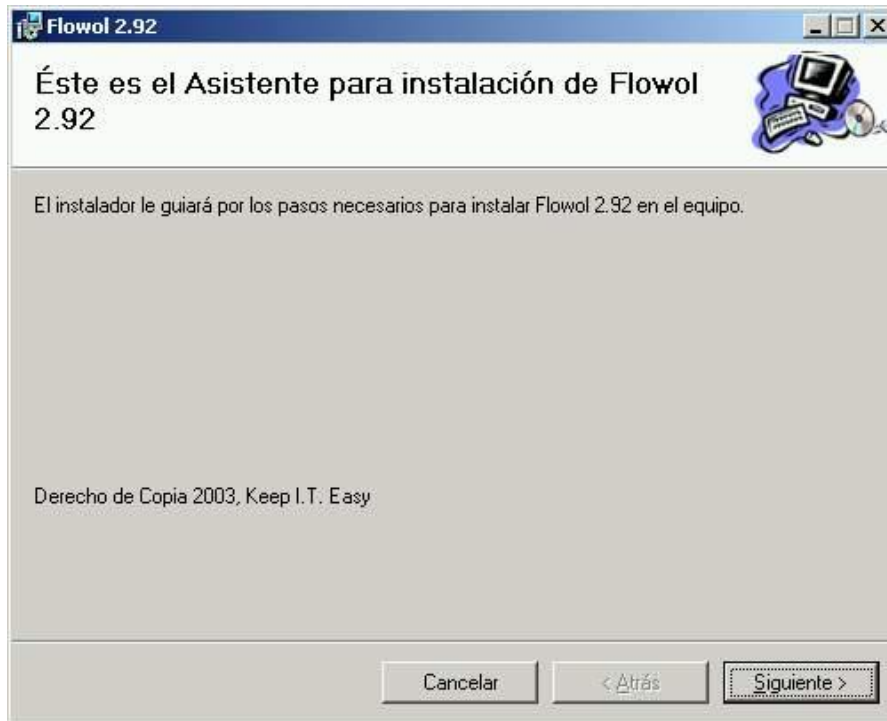 Flowol 2.92
Éste es el Asistente para instalación de Flowol
2.92
El instalador le guiará por los pasos necesarios para instalar Flowol 2.92 en el equipo.
Derecho de Copia 2003, Keep I.T. Easy
Cancelar
< Atrás
Siguiente >